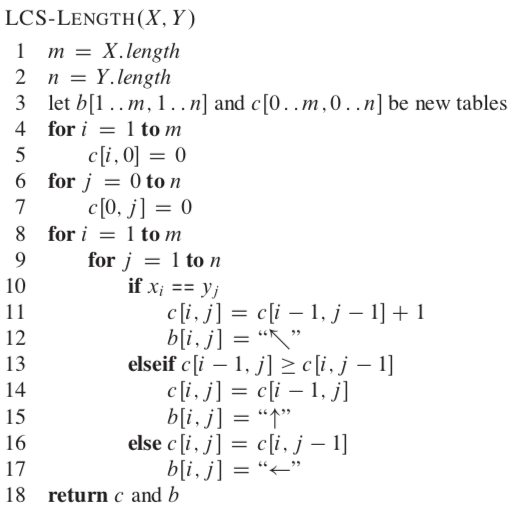 LCS-LENGTH(X, Y)
1 m = X.length
2 n = Y.length
3 let b[1..m, 1..n] and c[0..m, 0..n] be new tables
4 for i = 1 to m
5 c[i, 0] = 0
6 for j = 0 to n
7 c[0, j] = 0
8 for i = 1 to m
9 for j = 1 to n
10 if xᵢ == yⱼ
11 c[i, j] = c[i − 1, j − 1] + 1
12 b[i, j] = “↖”
13 elseif c[i − 1, j] ≥ c[i, j − 1]
14 c[i, j] = c[i − 1, j]
15 b[i, j] = “↑”
16 else c[i, j] = c[i, j − 1]
17 b[i, j] = “←”
18 return c and b